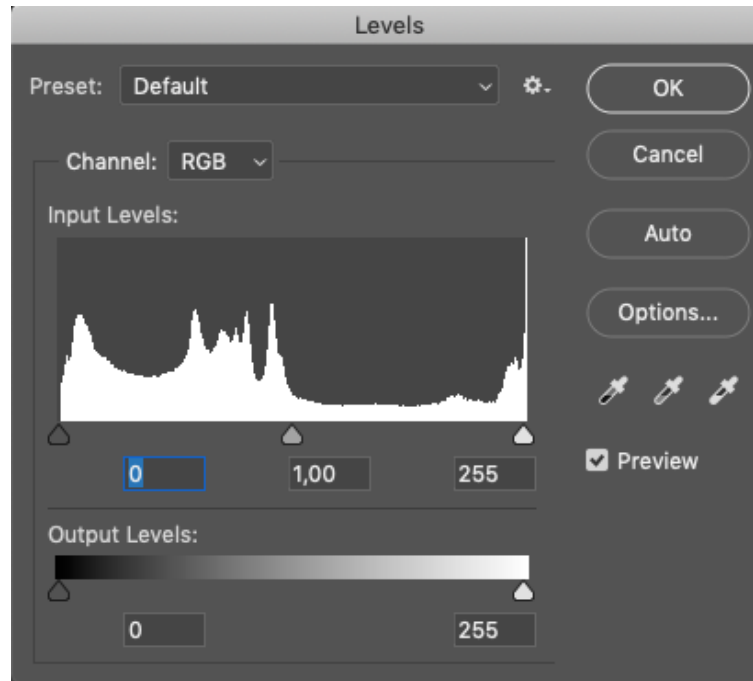 Levels
Preset: Default
OK
Channel: RGB
Cancel
Input Levels:
Auto
Options...
0 1,00 255
Preview
Output Levels:
0 255